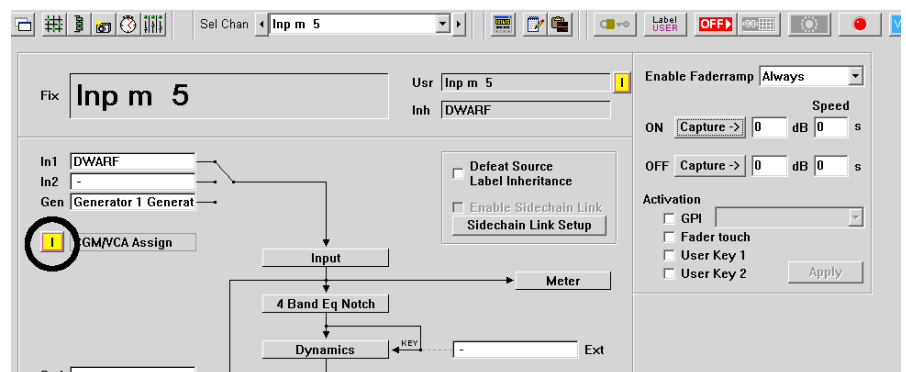 Sel Chan Inp m 5 HOME Label USER OFF
Fix Inp m 5
Usr Inp m 5 I
Inh DWARF
Enable Faderramp Always
Speed
ON Capture -> 0 dB 0 s
OFF Capture -> 0 dB 0 s
In1 DWARF
In2 -
Gen Generator 1 Generat
I CGM/VCA Assign
Defeat Source
Label Inheritance
Enable Sidechain Link
Sidechain Link Setup
Activation
GPI
Fader touch
User Key 1
User Key 2
Apply
Input
Meter
4 Band Eq Notch
Dynamics KEY - Ext